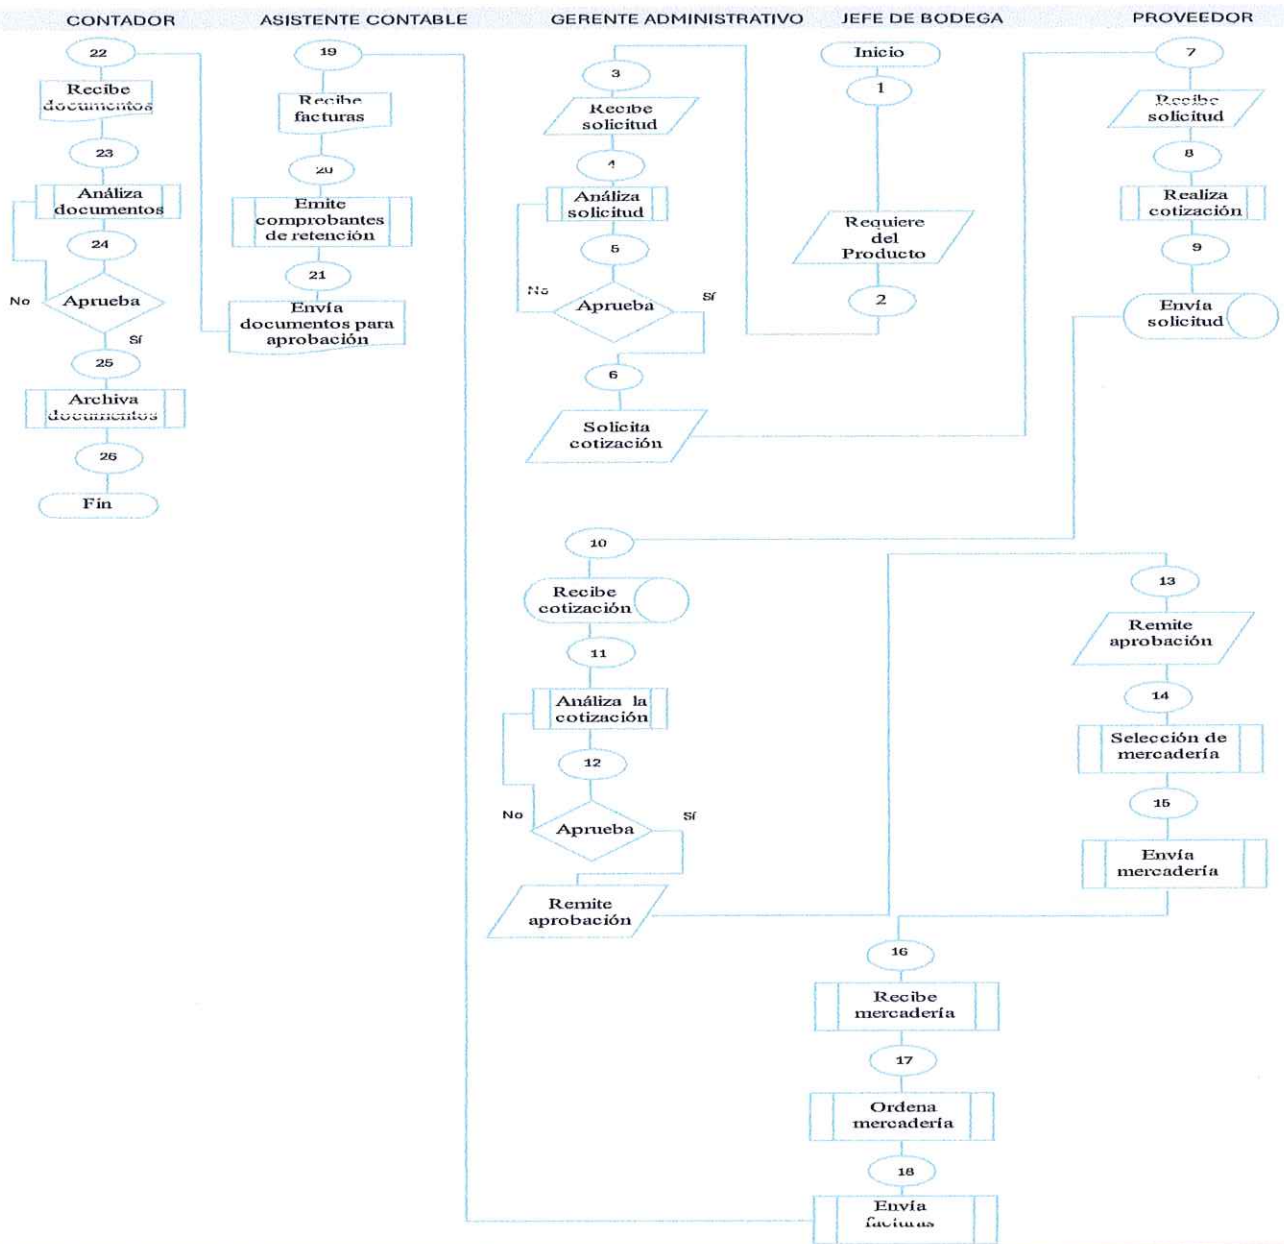 CONTADOR
ASISTENTE CONTABLE
GERENTE ADMINISTRATIVO
JEFE DE BODEGA
PROVEEDOR
22
Recibe
documentos
23
Análiza
documentos
24
No
Aprueba
Sí
25
Archiva
documentos
26
Fin
19
Recibe
facturas
20
Emite
comprobantes
de retención
21
Envía
documentos para
aprobación
3
Recibe
solicitud
4
Análiza
solicitud
5
No
Sí
Aprueba
6
Solicita
cotización
Inicio
1
Requiere
del
Producto
2
7
Recibe
solicitud
8
Realiza
cotización
9
Envía
solicitud
10
Recibe
cotización
11
Análiza la
cotización
12
No
Sí
Aprueba
Remite
aprobación
13
Remite
aprobación
14
Selección de
mercadería
15
Envía
mercadería
16
Recibe
mercadería
17
Ordena
mercadería
18
Envía
facturas